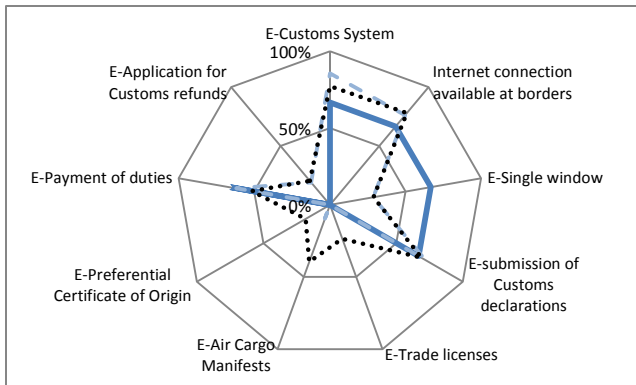 E-Customs System
100%
Internet connection
available at borders
E-Application for
Customs refunds
50%
E-Payment of duties
E-Single window
0%
E-Preferential
Certificate of Origin
E-submission of
Customs
declarations
E-Air Cargo
Manifests
E-Trade licenses